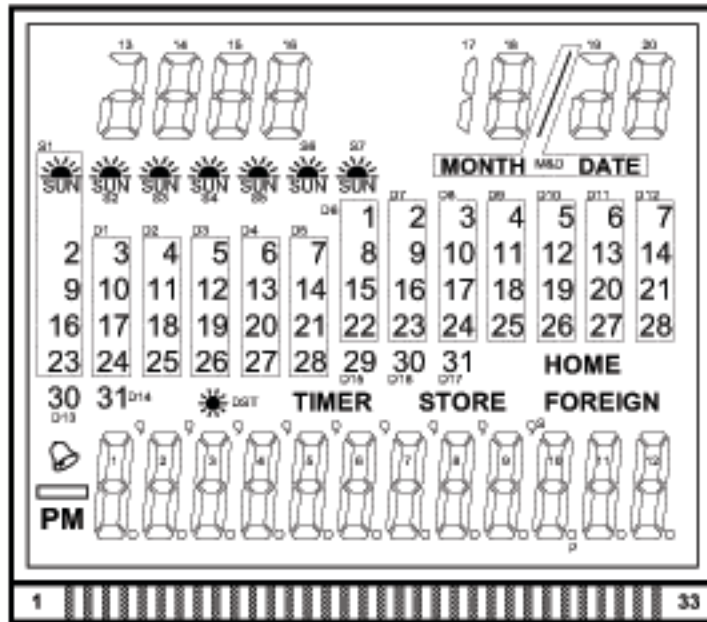 13 14 15 16 17 18 19 20
S1 S6 S7
MONTH M&D DATE
SUN SUN SUN SUN SUN SUN SUN
S2 S3 S4 S5
D6 D7 D8 D9 D10 D11 D12
1 2 3 4 5 6 7
D1 D2 D3 D4 D5
2 3 4 5 6 7 8 9 10 11 12 13 14
9 10 11 12 13 14 15 16 17 18 19 20 21
16 17 18 19 20 21 22 23 24 25 26 27 28
23 24 25 26 27 28 29 30 31 HOME
D15 D16 D17
30 31 D14 DST TIMER STORE FOREIGN
D13
1 2 3 4 5 6 7 8 9 10 11 12
PM
P
1 33